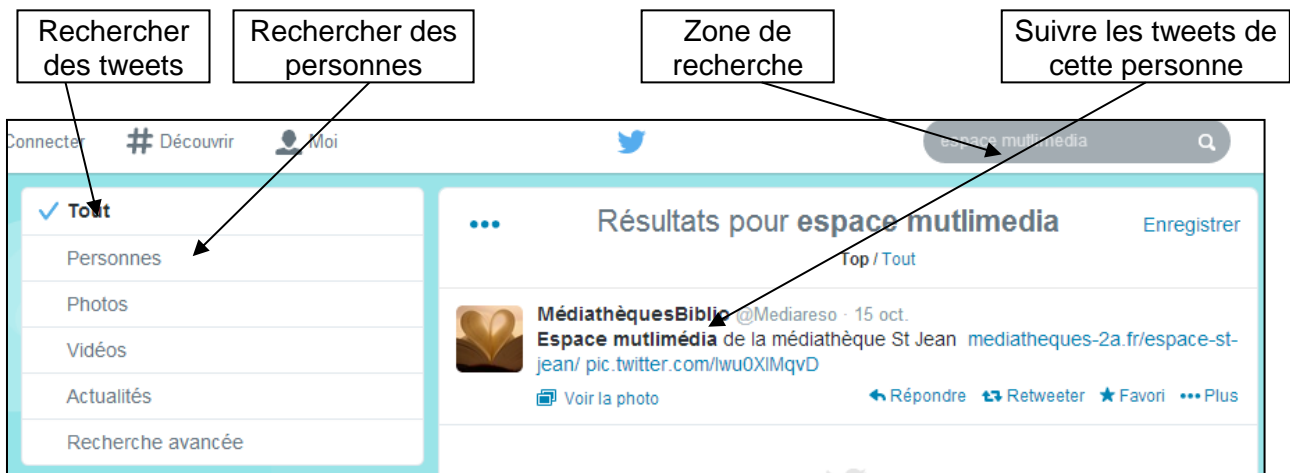 Rechercher
des tweets
Rechercher des
personnes
Zone de
recherche
Suivre les tweets de
cette personne
Connecter # Découvrir Moi
espace mutlimedia
Tout
Personnes
Photos
Vidéos
Actualités
Recherche avancée
••• Résultats pour espace mutlimedia Enregistrer
Top / Tout
MédiathèquesBiblio @Mediareso · 15 oct.
Espace mutlimédia de la médiathèque St Jean mediatheques-2a.fr/espace-st-
jean/ pic.twitter.com/lwu0XlMqvD
Voir la photo Répondre Retweeter Favori ••• Plus